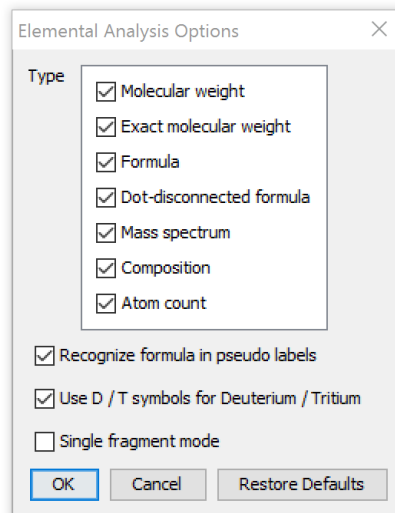 Elemental Analysis Options
Type
Molecular weight
Exact molecular weight
Formula
Dot-disconnected formula
Mass spectrum
Composition
Atom count
Recognize formula in pseudo labels
Use D / T symbols for Deuterium / Tritium
Single fragment mode
OK Cancel Restore Defaults